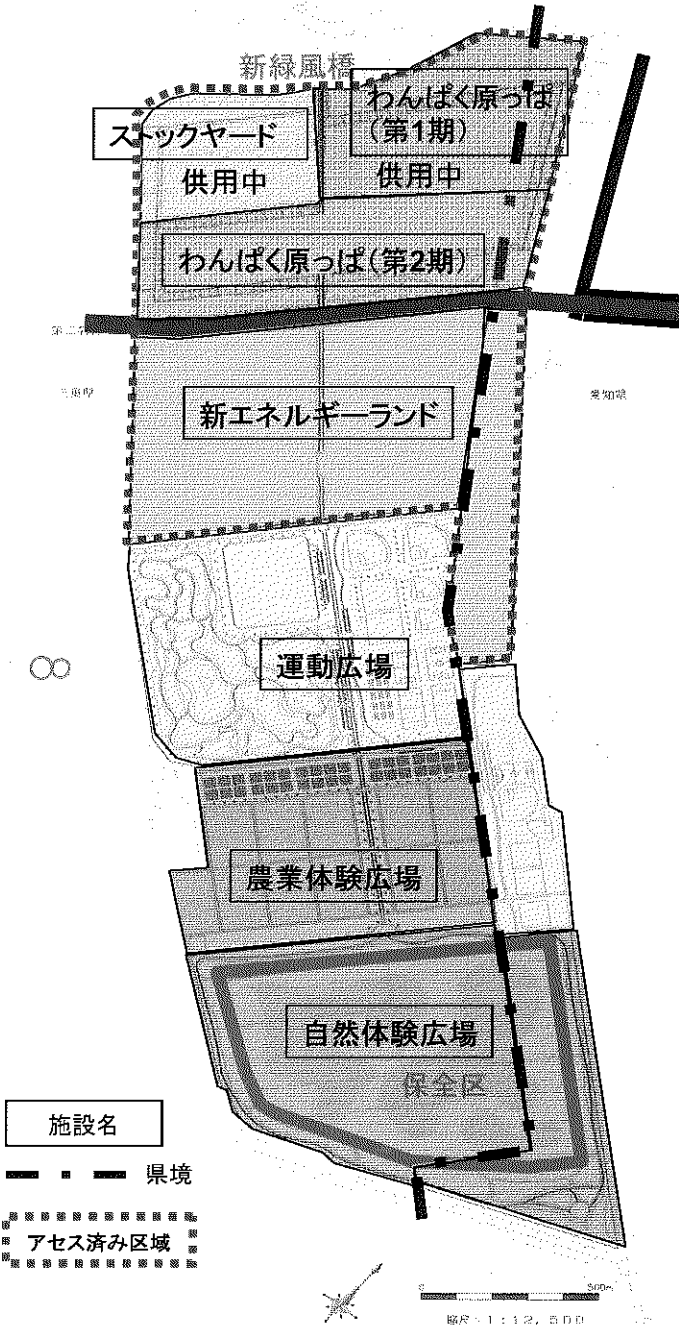 新緑風橋
わんぱく原っぱ
(第1期)
ストックヤード
供用中
供用中
わんぱく原っぱ(第2期)
三重県
愛知県
新エネルギーランド
運動広場
農業体験広場
自然体験広場
保全区
施設名
県境
アセス済み区域
0
500m
縮尺 1:12,500